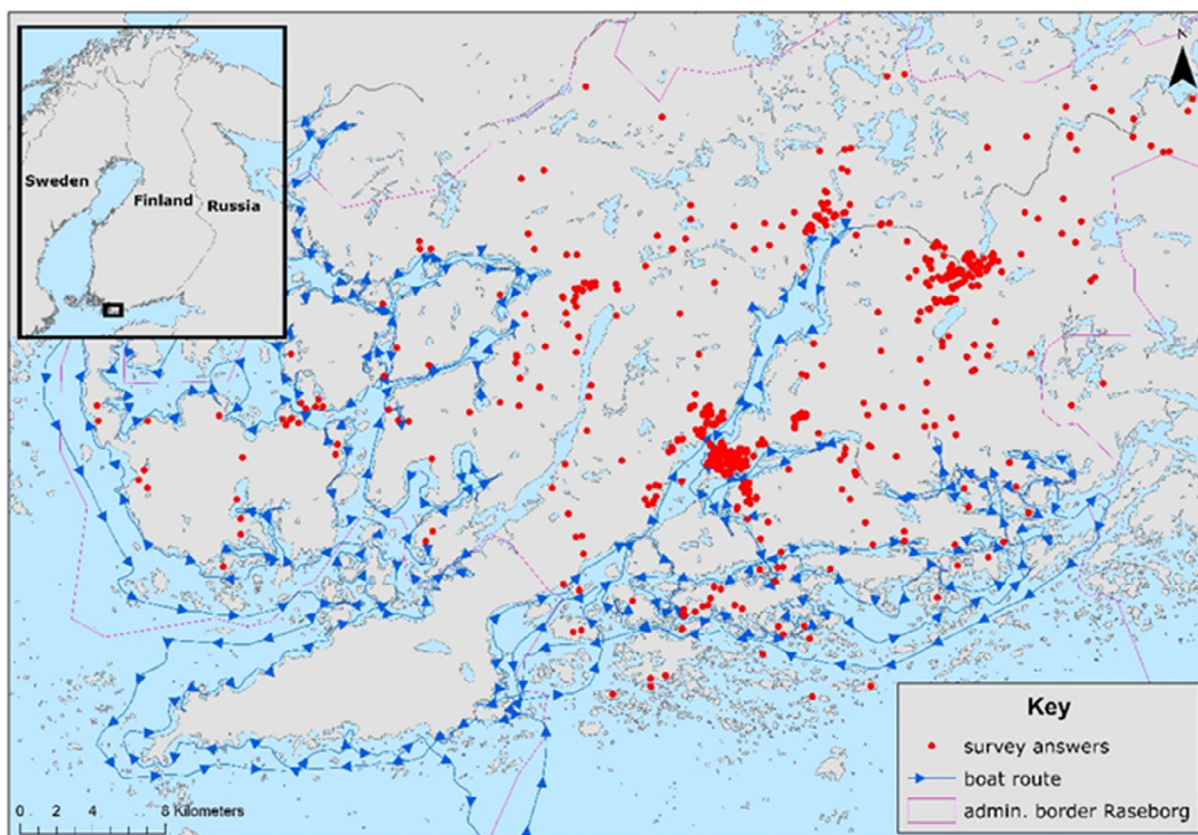 N
Sweden
Finland
Russia
Key
survey answers
boat route
admin. border Raseborg
0 2 4 8 Kilometers